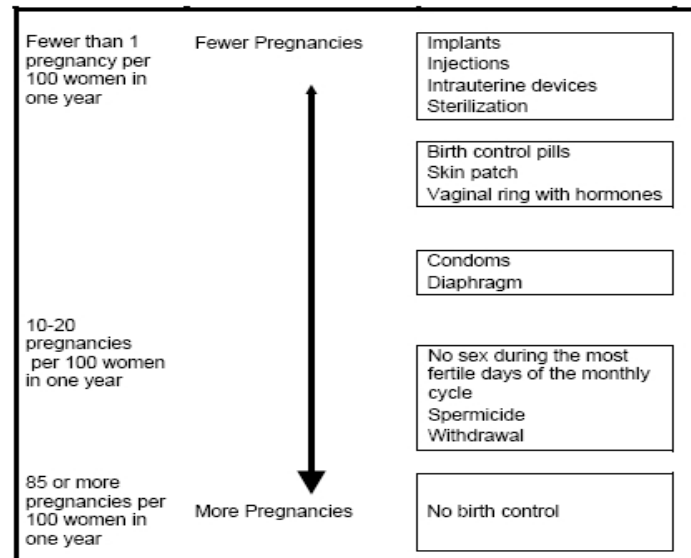 Fewer than 1
pregnancy per
100 women in
one year
Fewer Pregnancies
Implants
Injections
Intrauterine devices
Sterilization
Birth control pills
Skin patch
Vaginal ring with hormones
Condoms
Diaphragm
10-20
pregnancies
per 100 women
in one year
No sex during the most
fertile days of the monthly
cycle
Spermicide
Withdrawal
85 or more
pregnancies per
100 women in
one year
More Pregnancies
No birth control